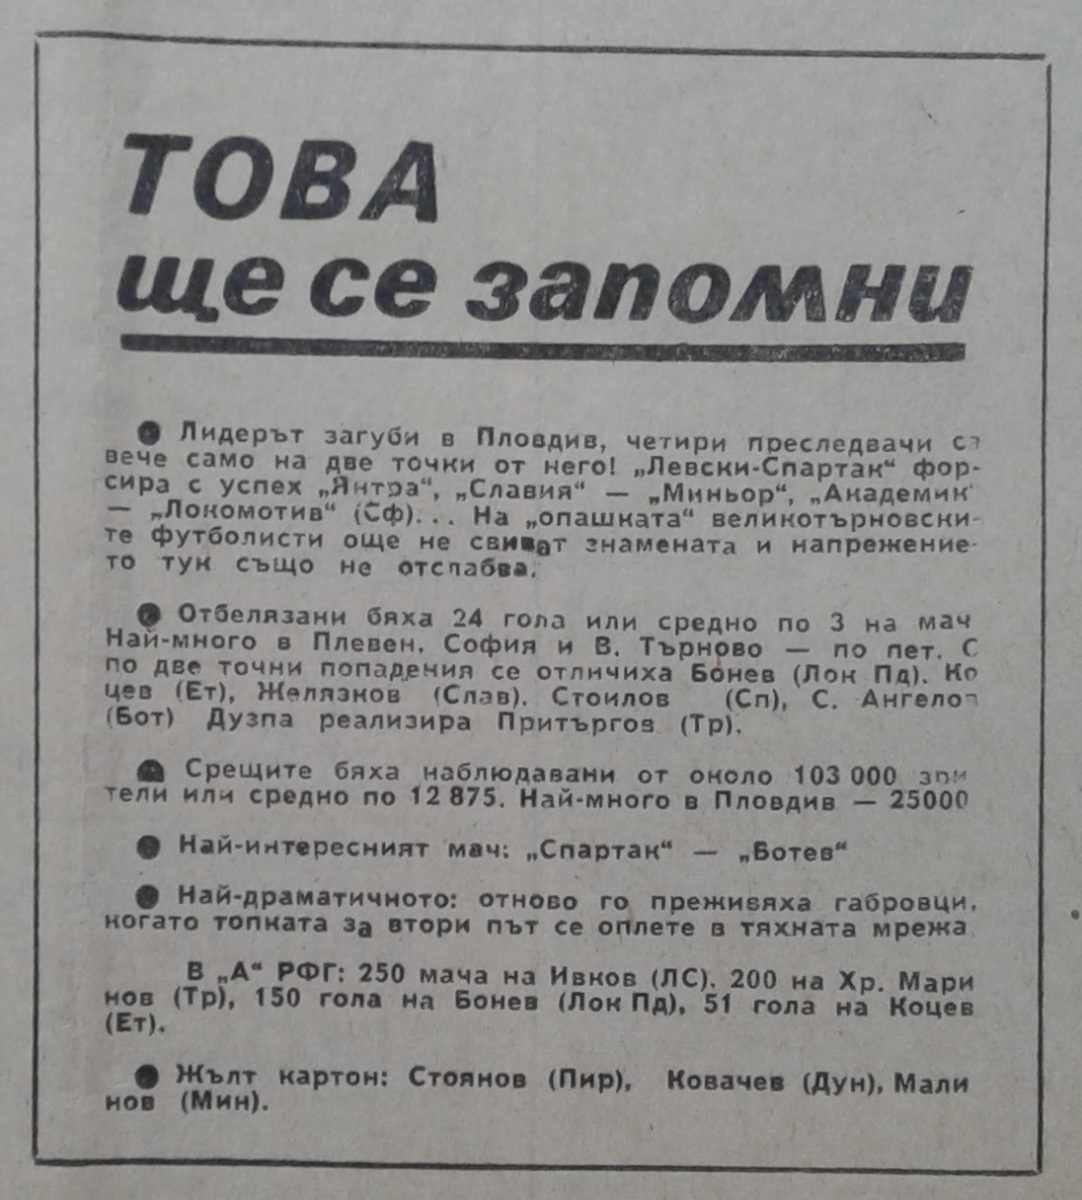 ТОВА
ще се запомни
● Лидерът загуби в Пловдив, четири преследвачи са
вече само на две точки от него! „Левски-Спартак“ фор-
сира с успех „Янтра“, „Славия“ — „Миньор“, „Академик“
— „Локомотив“ (Сф)... На „опашката“ великотърновски-
те футболисти още не свиват знамената и напрежение-
то тук също не отслабва.
● Отбелязани бяха 24 гола или средно по 3 на мач
Най-много в Плевен, София и В. Търново — по пет. С
по две точни попадения се отличиха Бонев (Лок Пд). Ко
цев (Ет), Желязков (Слав). Стоилов (Сп), С. Ангелов
(Бот) Дузпа реализира Притъргов (Тр).
● Срещите бяха наблюдавани от около 103 000 зри
тели или средно по 12 875. Най-много в Пловдив — 25000
● Най-интересният мач: „Спартак“ — „Ботев“
● Най-драматичното: отново го преживяха габровци,
когато топката за втори път се оплете в тяхната мрежа
В „А“ РФГ: 250 мача на Ивков (ЛС). 200 на Хр. Мари
нов (Тр), 150 гола на Бонев (Лок Пд), 51 гола на Коцев
(Ет).
● Жълт картон: Стоянов (Пир), Ковачев (Дун), Мали
нов (Мин).